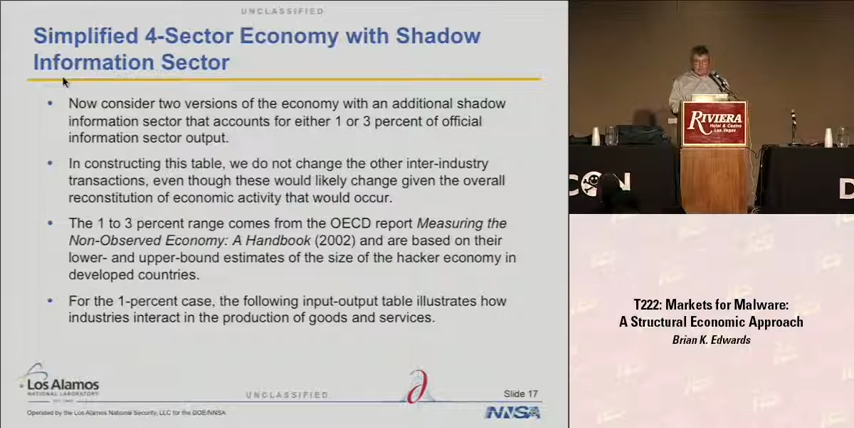 UNCLASSIFIED
Simplified 4-Sector Economy with Shadow
Information Sector
• Now consider two versions of the economy with an additional shadow
information sector that accounts for either 1 or 3 percent of official
information sector output.
• In constructing this table, we do not change the other inter-industry
transactions, even though these would likely change given the overall
reconstitution of economic activity that would occur.
• The 1 to 3 percent range comes from the OECD report Measuring the
Non-Observed Economy: A Handbook (2002) and are based on their
lower- and upper-bound estimates of the size of the hacker economy in
developed countries.
• For the 1-percent case, the following input-output table illustrates how
industries interact in the production of goods and services.
Los Alamos
NATIONAL LABORATORY
UNCLASSIFIED
Slide 17
Operated by the Los Alamos National Security, LLC for the DOE/NNSA
NNSA
RIVIERA
Hotel & Casino
Las Vegas
CON
D
T222: Markets for Malware:
A Structural Economic Approach
Brian K. Edwards